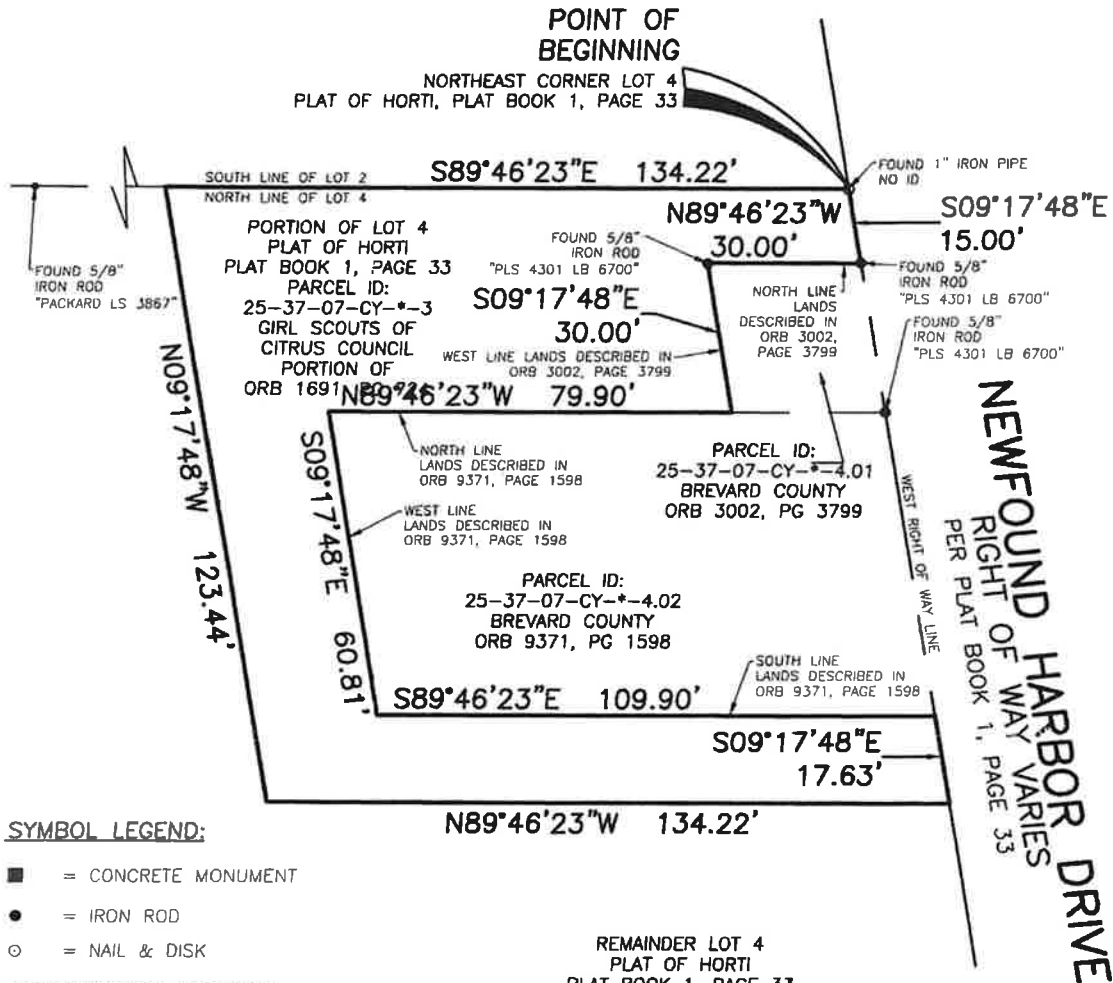 POINT OF
BEGINNING
NORTHEAST CORNER LOT 4
PLAT OF HORTI, PLAT BOOK 1, PAGE 33
FOUND 1" IRON PIPE
NO ID
SOUTH LINE OF LOT 2
NORTH LINE OF LOT 4
S89°46'23"E 134.22'
N89°46'23"W
30.00'
S09°17'48"E
15.00'
FOUND 5/8"
IRON ROD
"PACKARD LS 3867"
PORTION OF LOT 4
PLAT OF HORTI
PLAT BOOK 1, PAGE 33
PARCEL ID:
25-37-07-CY-*-3
GIRL SCOUTS OF
CITRUS COUNCIL
PORTION OF
ORB 1691
FOUND 5/8"
IRON ROD
"PLS 4301 LB 6700"
S09°17'48"E
30.00'
WEST LINE LANDS DESCRIBED IN
ORB 3002, PAGE 3799
NORTH LINE
LANDS
DESCRIBED IN
ORB 3002,
PAGE 3799
FOUND 5/8"
IRON ROD
"PLS 4301 LB 6700"
FOUND 5/8"
IRON ROD
"PLS 4301 LB 6700"
N89°46'23"W 79.90'
N09°17'48"W 123.44'
S09°17'48"E 60.81'
NORTH LINE
LANDS DESCRIBED IN
ORB 9371, PAGE 1598
WEST LINE
LANDS DESCRIBED IN
ORB 9371, PAGE 1598
PARCEL ID:
25-37-07-CY-*-4.01
BREVARD COUNTY
ORB 3002, PG 3799
PARCEL ID:
25-37-07-CY-*-4.02
BREVARD COUNTY
ORB 9371, PG 1598
WEST RIGHT OF WAY LINE
NEWFOUND HARBOR DRIVE
RIGHT OF WAY VARIES
PER PLAT BOOK 1, PAGE 33
SOUTH LINE
LANDS DESCRIBED IN
ORB 9371, PAGE 1598
S89°46'23"E 109.90'
S09°17'48"E
17.63'
N89°46'23"W 134.22'
SYMBOL LEGEND:
■ = CONCRETE MONUMENT
● = IRON ROD
⊙ = NAIL & DISK
REMAINDER LOT 4
PLAT OF HORTI
PLAT BOOK 1, PAGE 33